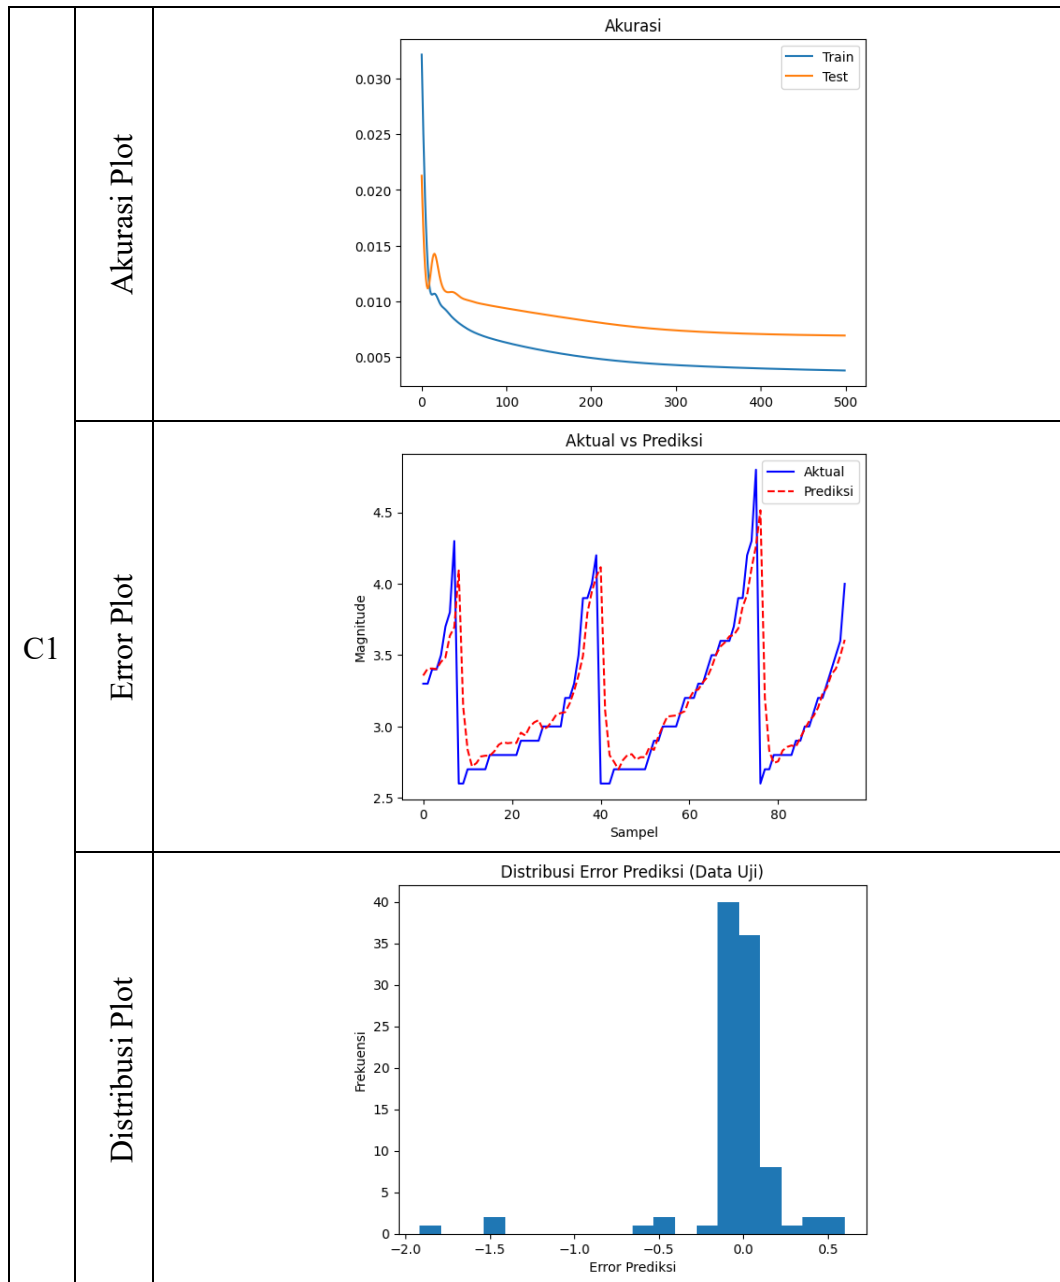 C1
Akurasi Plot
Akurasi
Train
Test
0.030
0.025
0.020
0.015
0.010
0.005
0 100 200 300 400 500
Error Plot
Aktual vs Prediksi
Aktual
Prediksi
Magnitude
4.5
4.0
3.5
3.0
2.5
0 20 40 60 80
Sampel
Distribusi Plot
Distribusi Error Prediksi (Data Uji)
Frekuensi
40
35
30
25
20
15
10
5
0
−2.0 −1.5 −1.0 −0.5 0.0 0.5
Error Prediksi